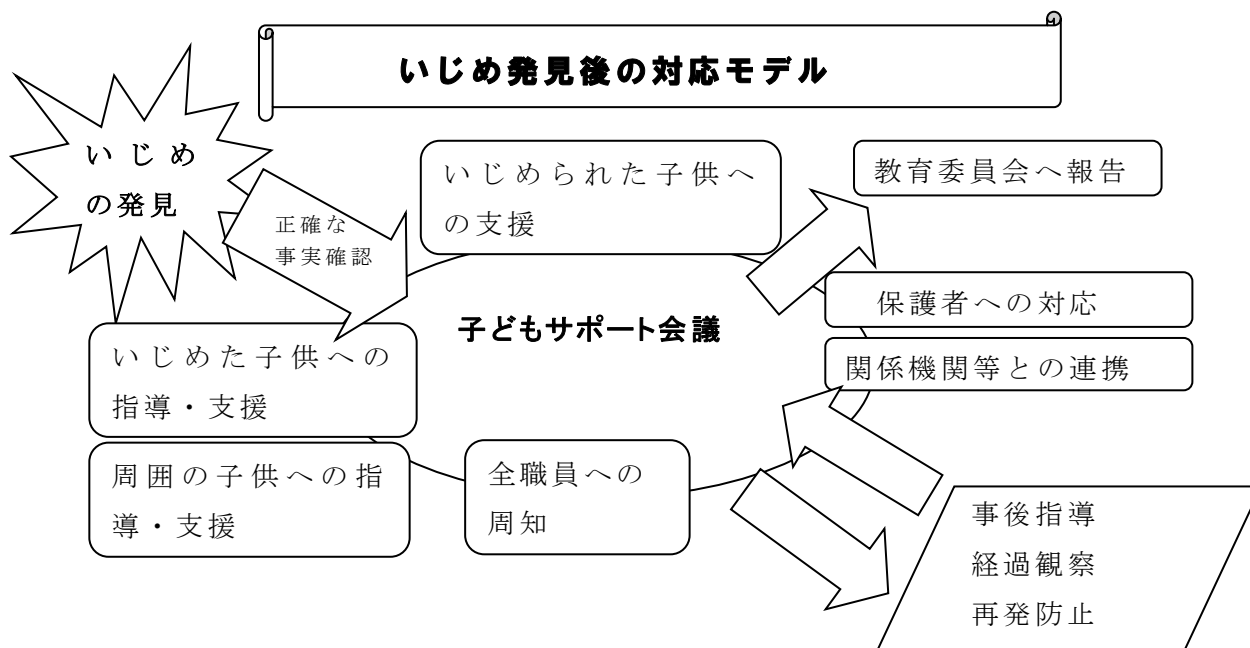 いじめ発見後の対応モデル
いじめ
の発見
正確な
事実確認
いじめられた子供へ
の支援
教育委員会へ報告
子どもサポート会議
保護者への対応
関係機関等との連携
いじめた子供への
指導・支援
周囲の子供への指
導・支援
全職員への
周知
事後指導
経過観察
再発防止